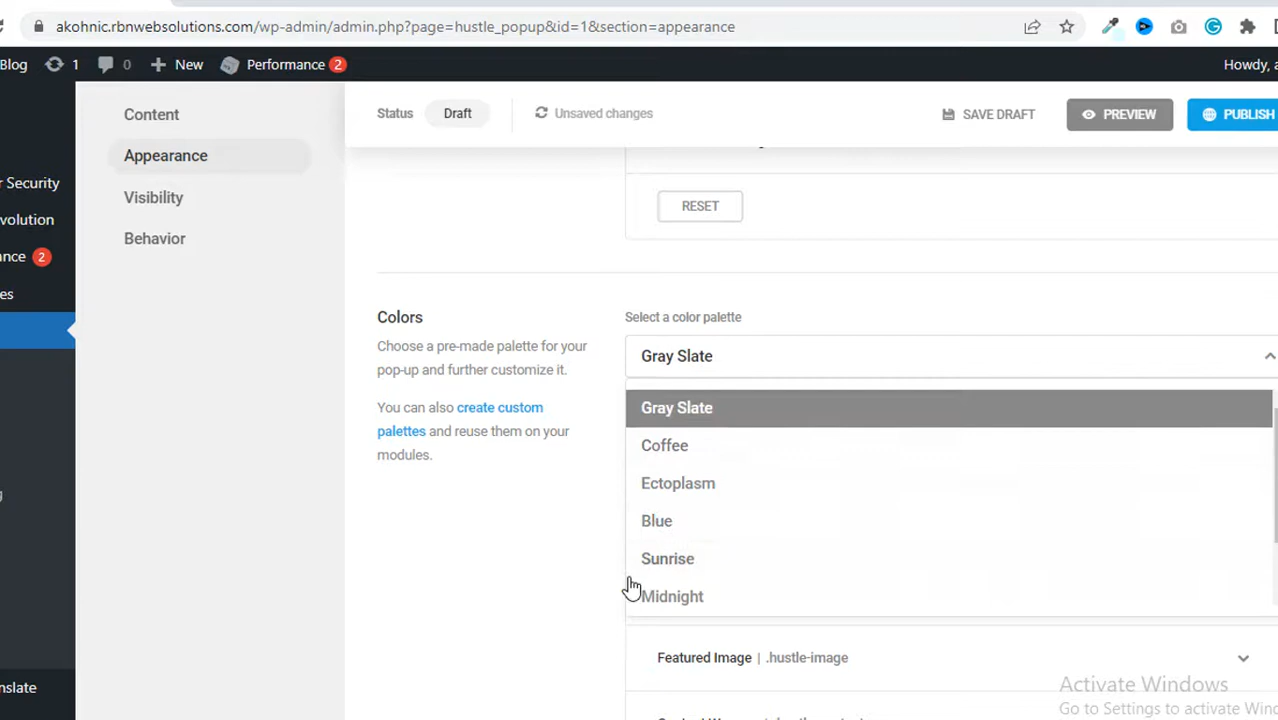 akohnic.rbnwebsolutions.com/wp-admin/admin.php?page=hustle_popup&id=1&section=appearance
Blog 1 0 New Performance 2 Howdy, a
Content
Status Draft Unsaved changes SAVE DRAFT PREVIEW PUBLISH
Appearance
r Security
Visibility
RESET
volution
Behavior
nce 2
es
Colors
Select a color palette
Choose a pre-made palette for your
pop-up and further customize it.
Gray Slate
You can also create custom
palettes and reuse them on your
modules.
Gray Slate
Coffee
Ectoplasm
Blue
Sunrise
Midnight
g
Featured Image | .hustle-image
nslate
Activate Windows
Go to Settings to activate Wind